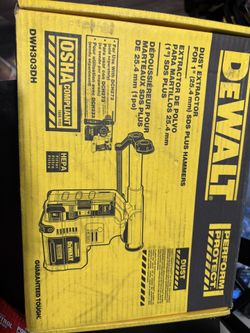 DEWALT
PERFORM
PROTECT
DUST EXTRACTOR
FOR 1" (25.4 mm) SDS PLUS HAMMERS
EXTRACTOR DE POLVO
PARA MARTILLOS 25.4 mm
(1") SDS PLUS
DÉPOUSSIÉREUR POUR
MARTEAUX SDS PLUS
DE 25.4 mm (1 po)
OSHA
COMPLIANT
HEPA
DWH303DH
DUST
GUARANTEED TOUGH.